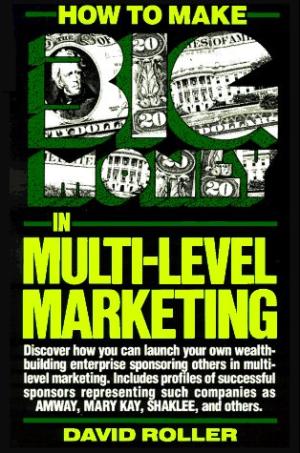 HOW TO MAKE
BIG
MONEY
IN
MULTI-LEVEL
MARKETING
Discover how you can launch your own wealth-
building enterprise sponsoring others in multi-
level marketing. Includes profiles of successful
sponsors representing such companies as
AMWAY, MARY KAY, SHAKLEE, and others.
DAVID ROLLER